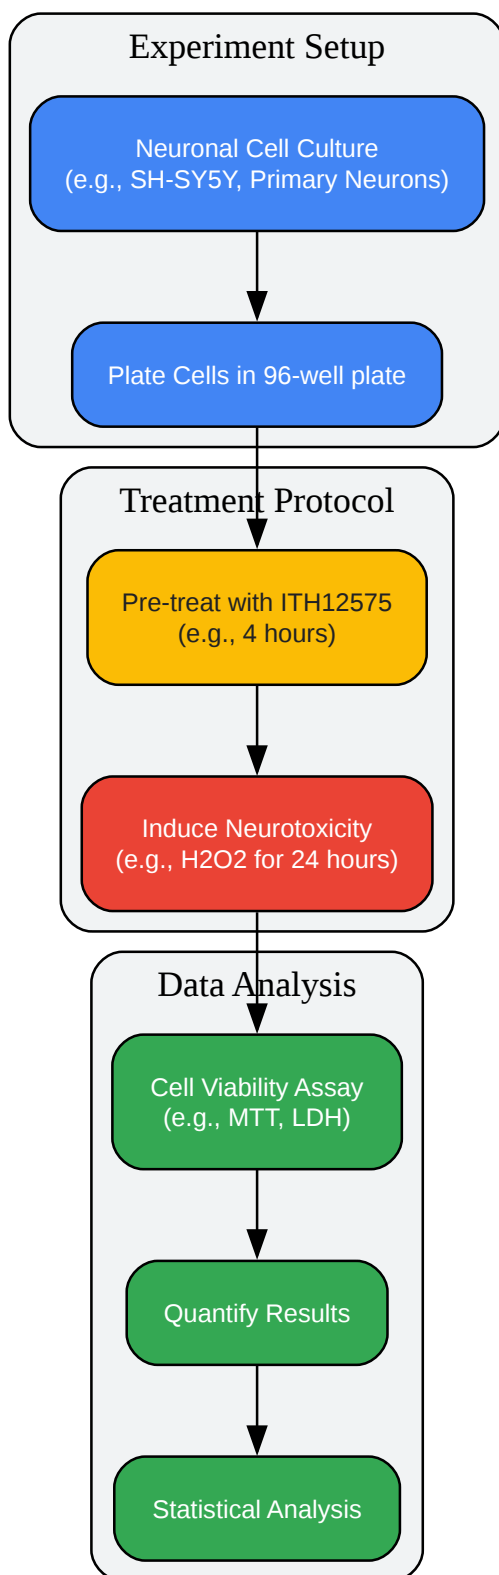 Experiment Setup
Neuronal Cell Culture
(e.g., SH-SY5Y, Primary Neurons)
Plate Cells in 96-well plate
Treatment Protocol
Pre-treat with ITH12575
(e.g., 4 hours)
Induce Neurotoxicity
(e.g., H2O2 for 24 hours)
Data Analysis
Cell Viability Assay
(e.g., MTT, LDH)
Quantify Results
Statistical Analysis